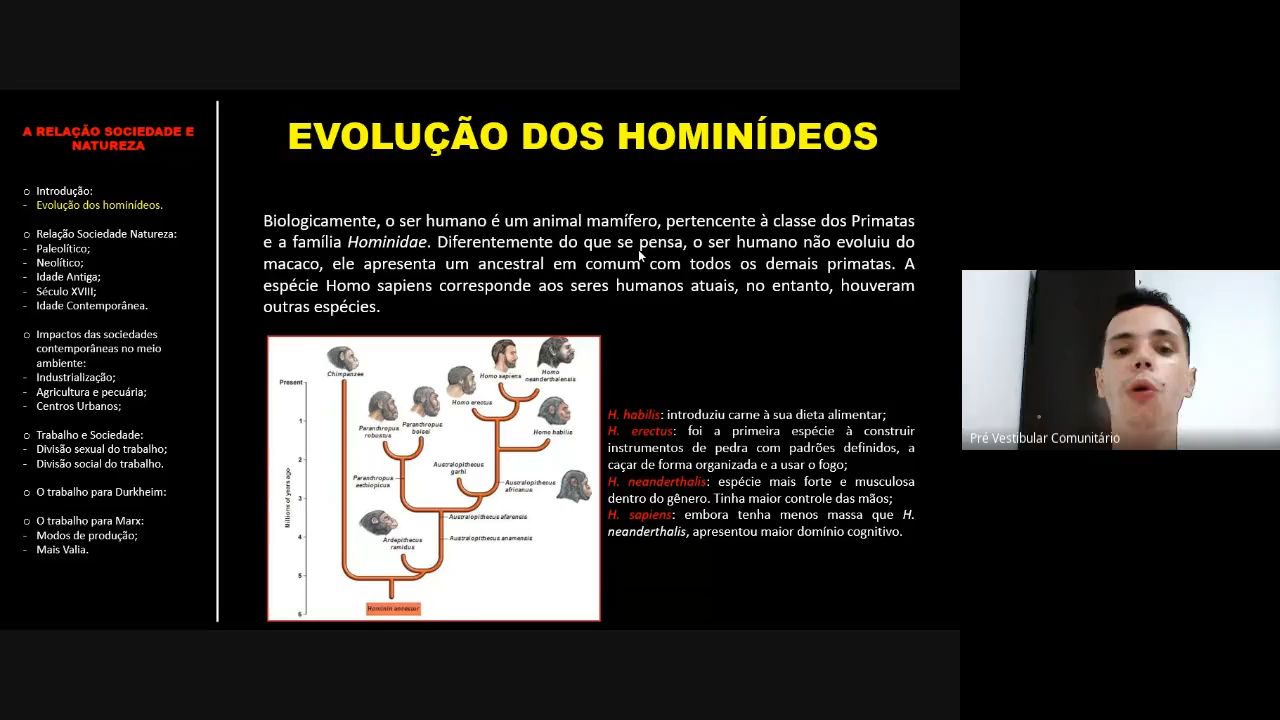 A RELAÇÃO SOCIEDADE E
NATUREZA
o Introdução:
- Evolução dos hominídeos.
o Relação Sociedade Natureza:
- Paleolítico;
- Neolítico;
- Idade Antiga;
- Século XVIII;
- Idade Contemporânea.
o Impactos das sociedades
contemporâneas no meio
ambiente:
- Industrialização;
- Agricultura e pecuária;
- Centros Urbanos;
o Trabalho e Sociedade:
- Divisão sexual do trabalho;
- Divisão social do trabalho.
o O trabalho para Durkheim:
o O trabalho para Marx:
- Modos de produção;
- Mais Valia.
EVOLUÇÃO DOS HOMINÍDEOS
Biologicamente, o ser humano é um animal mamífero, pertencente à classe dos Primatas
e a família Hominidae. Diferentemente do que se pensa, o ser humano não evoluiu do
macaco, ele apresenta um ancestral em comum com todos os demais primatas. A
espécie Homo sapiens corresponde aos seres humanos atuais, no entanto, houveram
outras espécies.
Chimpanzee
Homo sapiens
Homo
neanderthalensis
Present
Homo erectus
Paranthropus
robustus
Paranthropus
boisei
Homo habilis
1
2
3
4
5
6
Millions of years ago
Australopithecus
garhi
Paranthropus
aethiopicus
Australopithecus
africanus
Australopithecus afarensis
Ardepithecus
ramidus
Australopithecus anamensis
Hominin ancestor
H. habilis: introduziu carne à sua dieta alimentar;
H. erectus: foi a primeira espécie à construir
instrumentos de pedra com padrões definidos, a
caçar de forma organizada e a usar o fogo;
H. neanderthalis: espécie mais forte e musculosa
dentro do gênero. Tinha maior controle das mãos;
H. sapiens: embora tenha menos massa que H.
neanderthalis, apresentou maior domínio cognitivo.
Pré Vestibular Comunitário